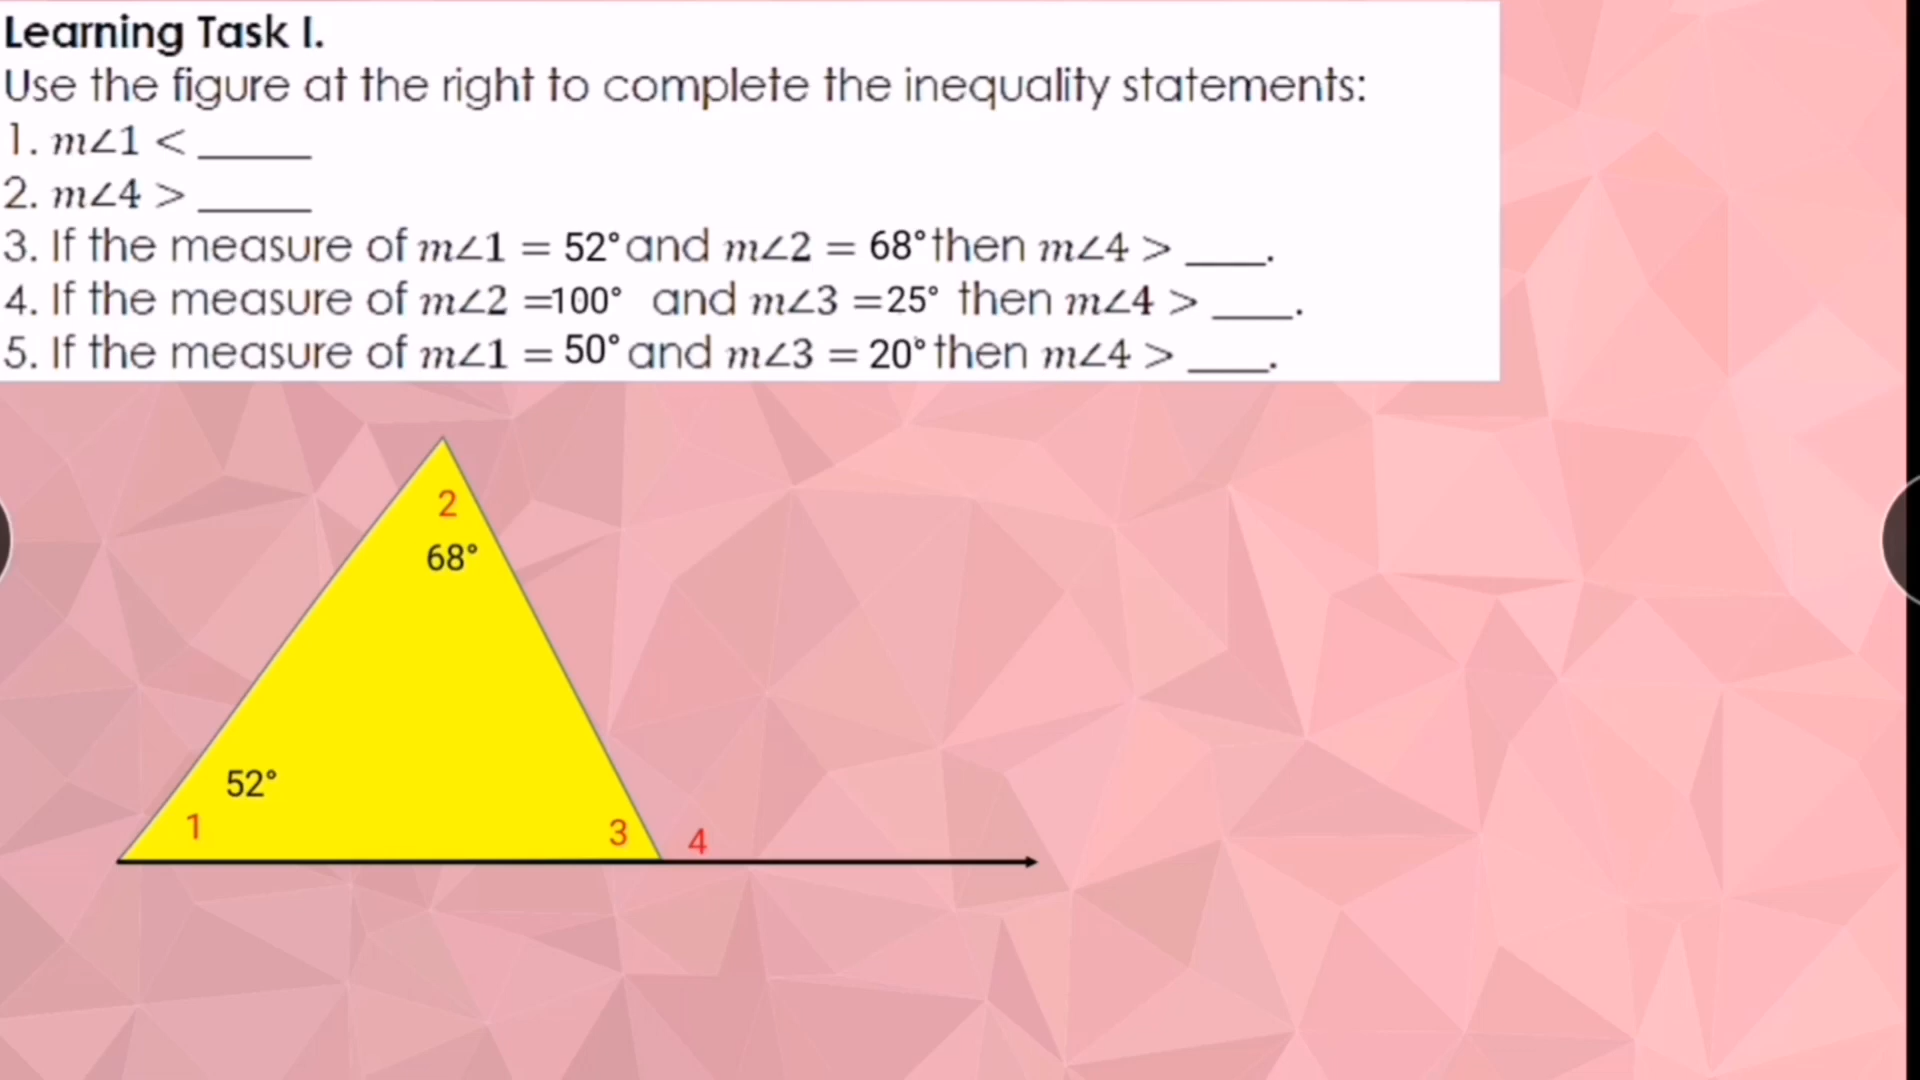 Learning Task I.
Use the figure at the right to complete the inequality statements:
1. m∠1 < _____
2. m∠4 > _____
3. If the measure of m∠1 = 52° and m∠2 = 68° then m∠4 > ____.
4. If the measure of m∠2 =100° and m∠3 =25° then m∠4 > ____.
5. If the measure of m∠1 = 50° and m∠3 = 20° then m∠4 > ____.
2
68°
52°
1
3
4